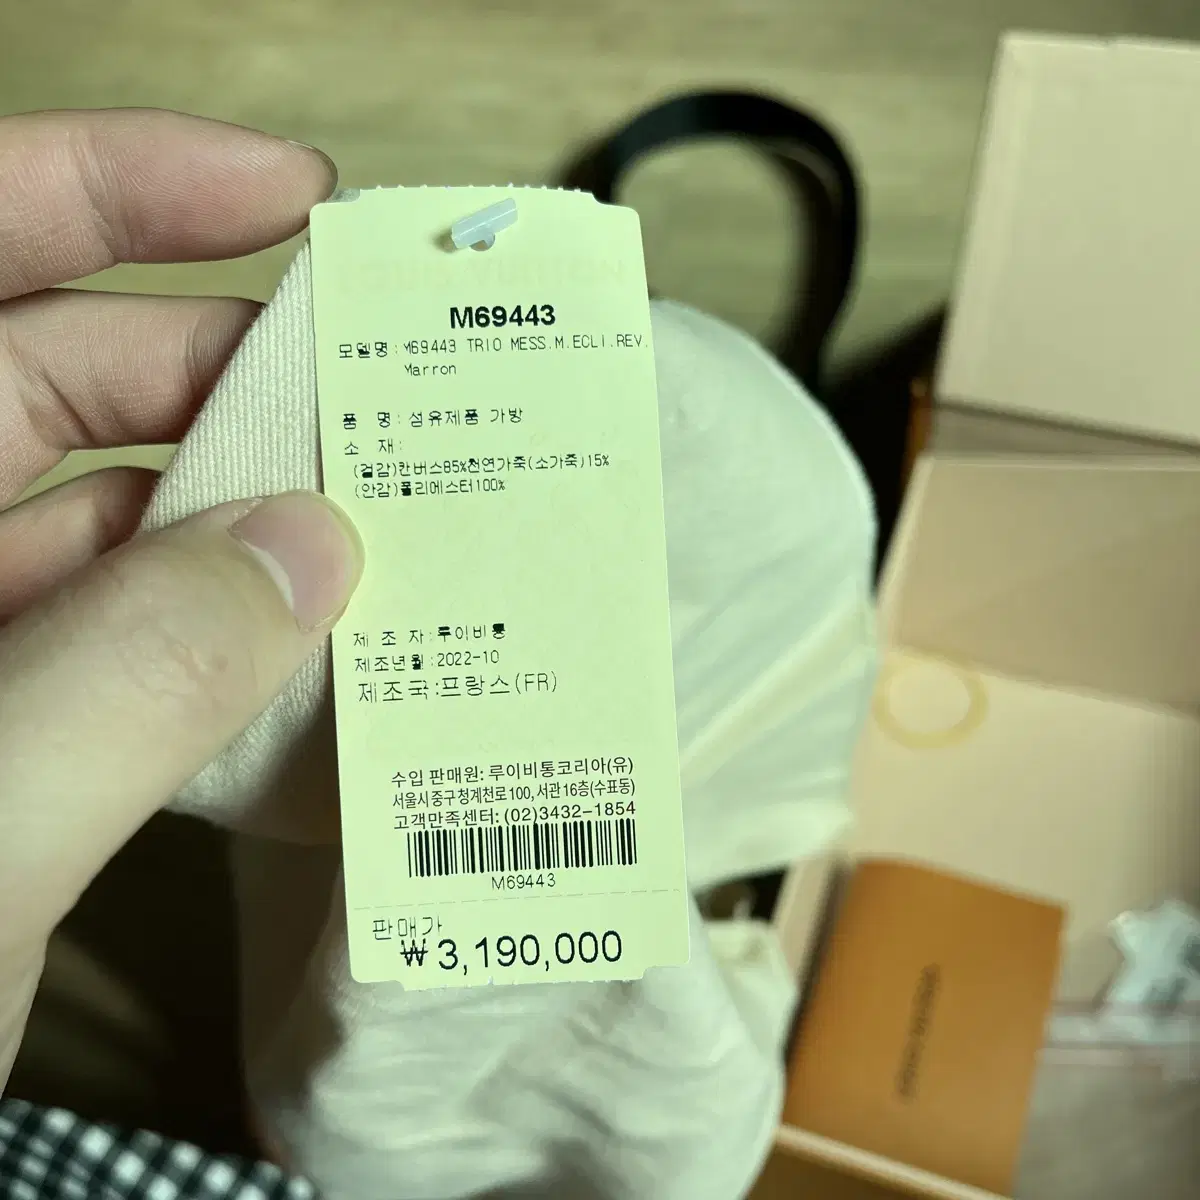 M69443
모델명:M69443 TRIO MESS.M.ECLI.REV.
Marron
품 명:섬유제품 가방
소 재:
(겉감)칸버스85%천연가죽(소가죽)15%
(안감)폴리에스터100%
제 조 자:루이비통
제조년월:2022-10
제조국:프랑스(FR)
수입 판매원: 루이비통코리아(유)
서울시 중구 청계천로 100, 서관 16층(수표동)
고객만족센터: (02)3432-1854
M69443
판매가
₩3,190,000